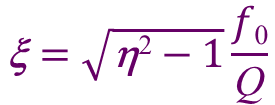 ξ = √(η² − 1) f₀/Q